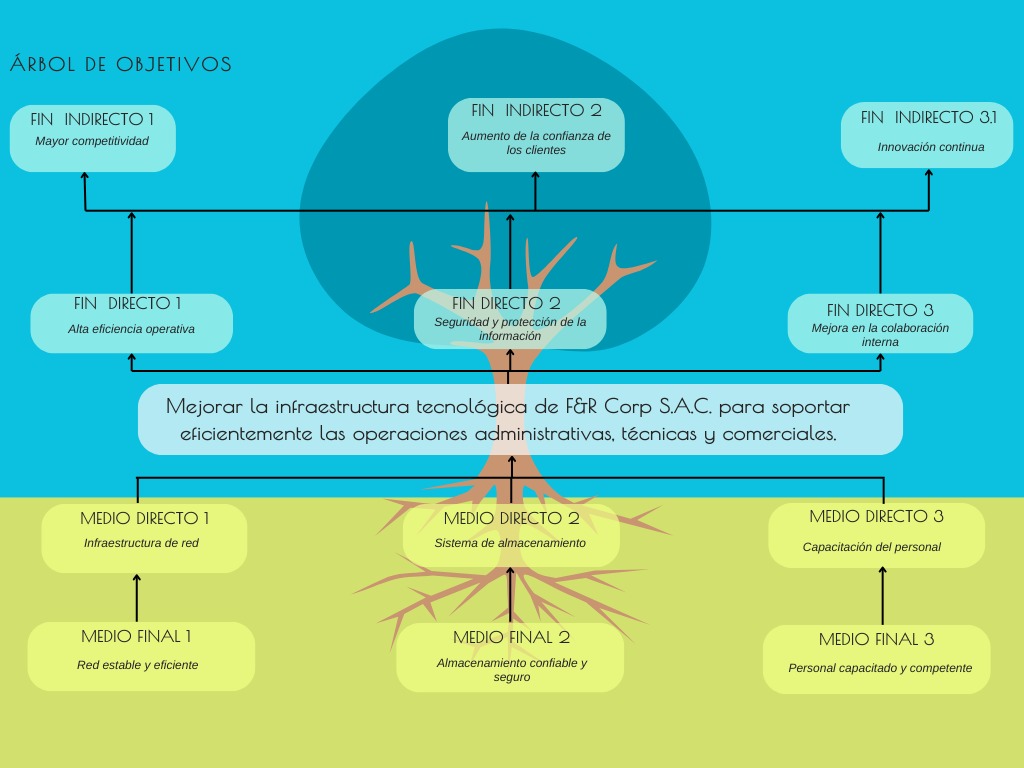 ÁRBOL DE OBJETIVOS
FIN INDIRECTO 1
Mayor competitividad
FIN INDIRECTO 2
Aumento de la confianza de
los clientes
FIN INDIRECTO 3.1
Innovación continua
FIN DIRECTO 1
Alta eficiencia operativa
FIN DIRECTO 2
Seguridad y protección de la
información
FIN DIRECTO 3
Mejora en la colaboración
interna
Mejorar la infraestructura tecnológica de F&R Corp S.A.C. para soportar
eficientemente las operaciones administrativas, técnicas y comerciales.
MEDIO DIRECTO 1
Infraestructura de red
MEDIO DIRECTO 2
Sistema de almacenamiento
MEDIO DIRECTO 3
Capacitación del personal
MEDIO FINAL 1
Red estable y eficiente
MEDIO FINAL 2
Almacenamiento confiable y
seguro
MEDIO FINAL 3
Personal capacitado y competente